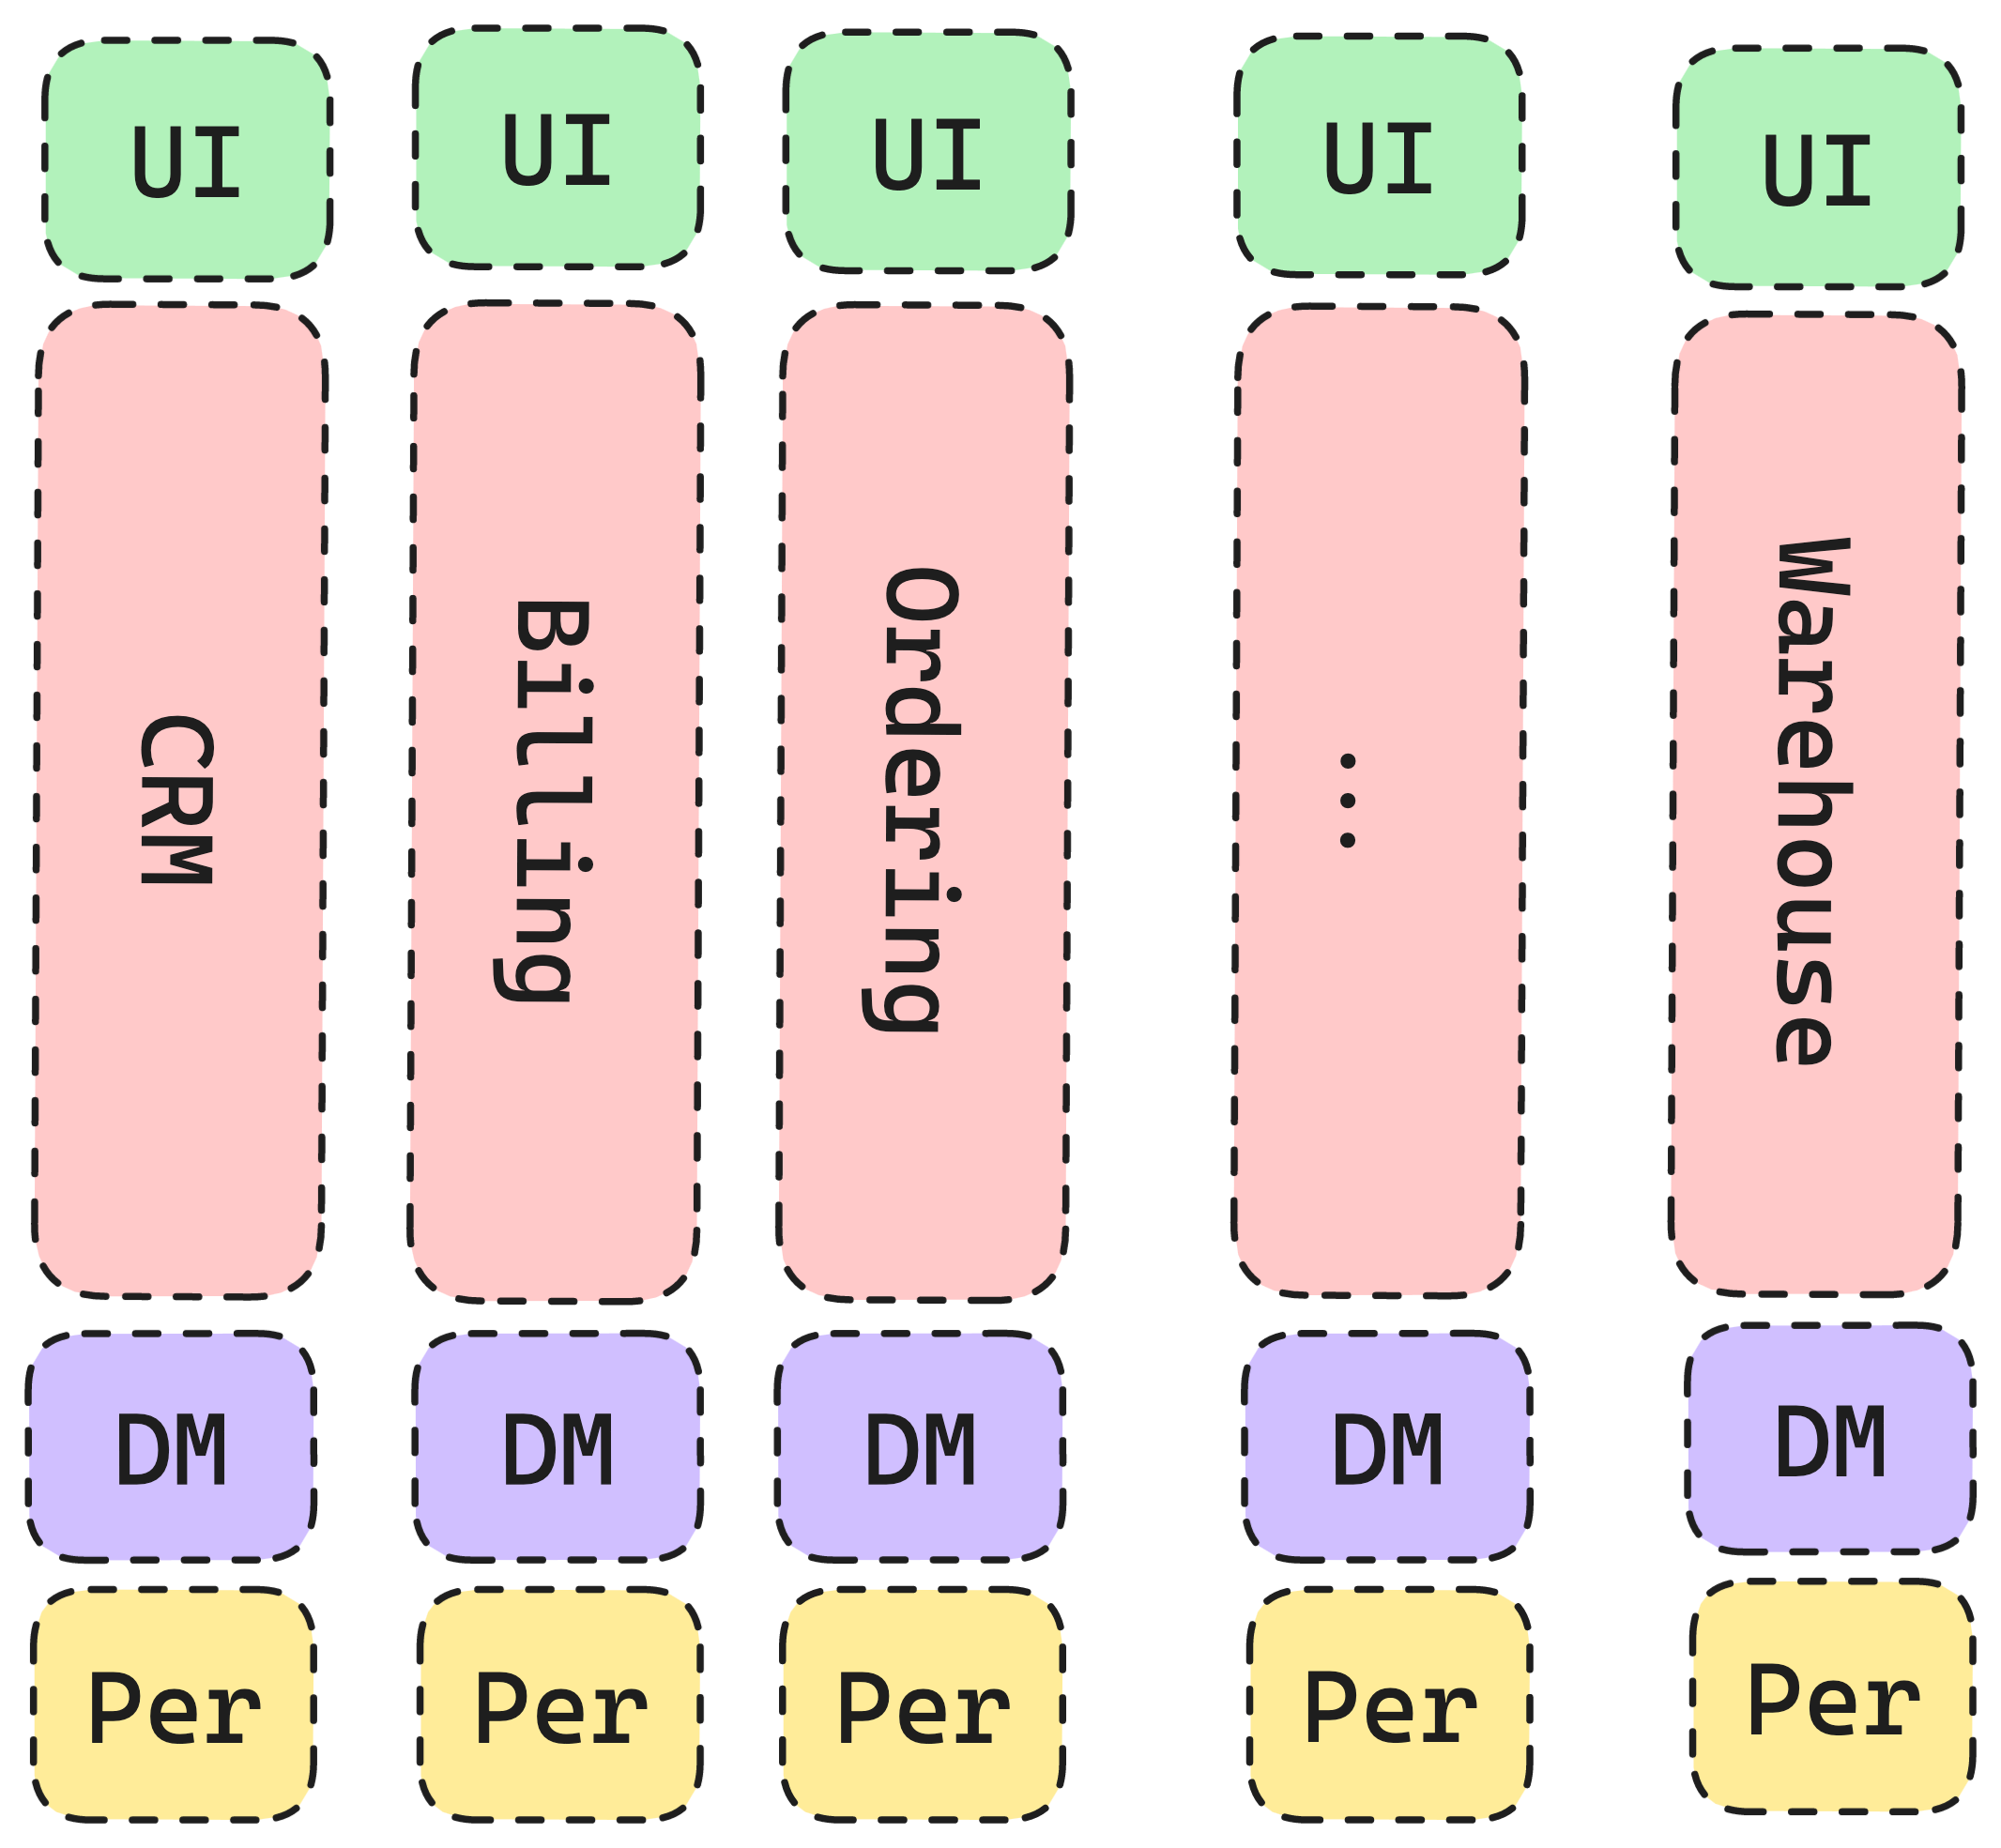 UI
UI
UI
UI
UI
CRM
Billing
Ordering
...
Warehouse
DM
DM
DM
DM
DM
Per
Per
Per
Per
Per